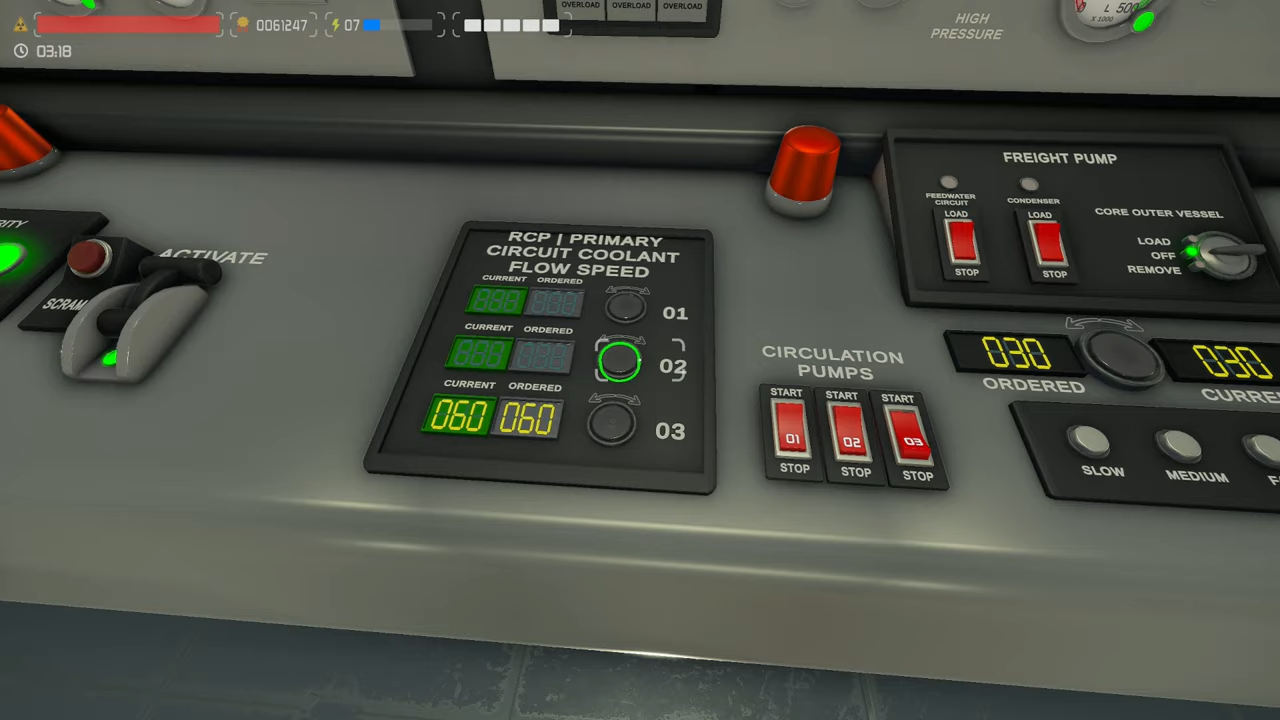 OVERLOAD OVERLOAD OVERLOAD
0061247
07
03:18
HIGH
PRESSURE
L 500
X 1000
FREIGHT PUMP
FEEDWATER
CIRCUIT
CONDENSER
LOAD
LOAD
STOP
STOP
CORE OUTER VESSEL
LOAD
OFF
REMOVE
ACTIVATE
SCRAM
RCP | PRIMARY
CIRCUIT COOLANT
FLOW SPEED
CURRENT ORDERED
01
CURRENT ORDERED
02
CURRENT ORDERED
060 060
03
CIRCULATION
PUMPS
START START START
01 02 03
STOP STOP STOP
030 030
ORDERED
SLOW MEDIUM